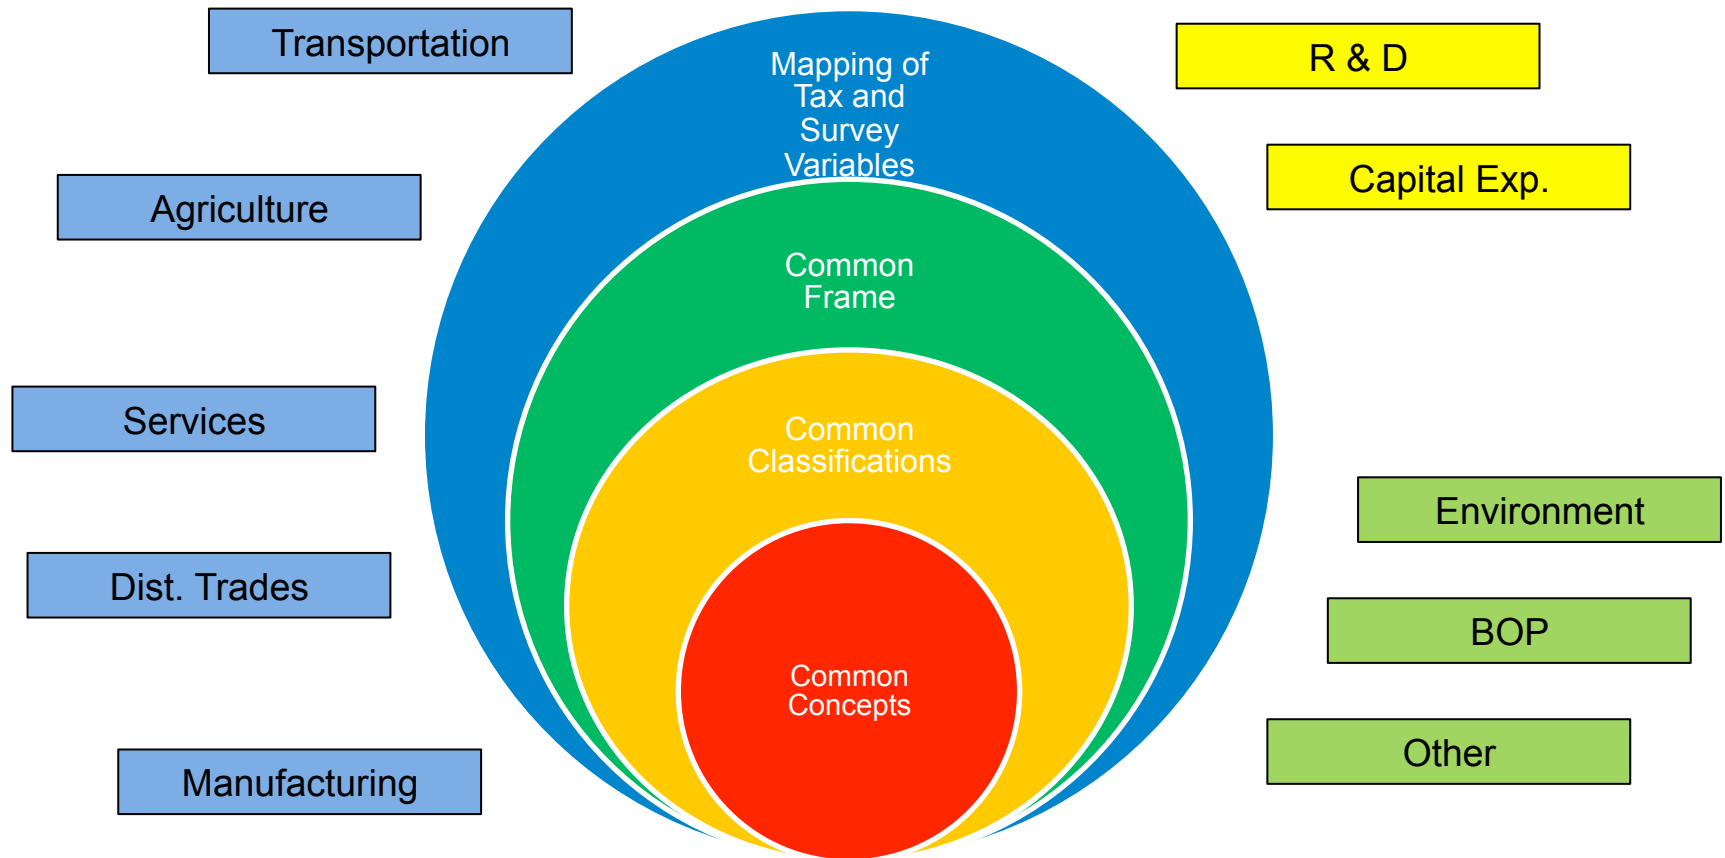 Transportation
Agriculture
Services
Dist. Trades
Manufacturing
Mapping of
Tax and
Survey
Variables
Common
Frame
Common
Classifications
Common
Concepts
R & D
Capital Exp.
Environment
BOP
Other